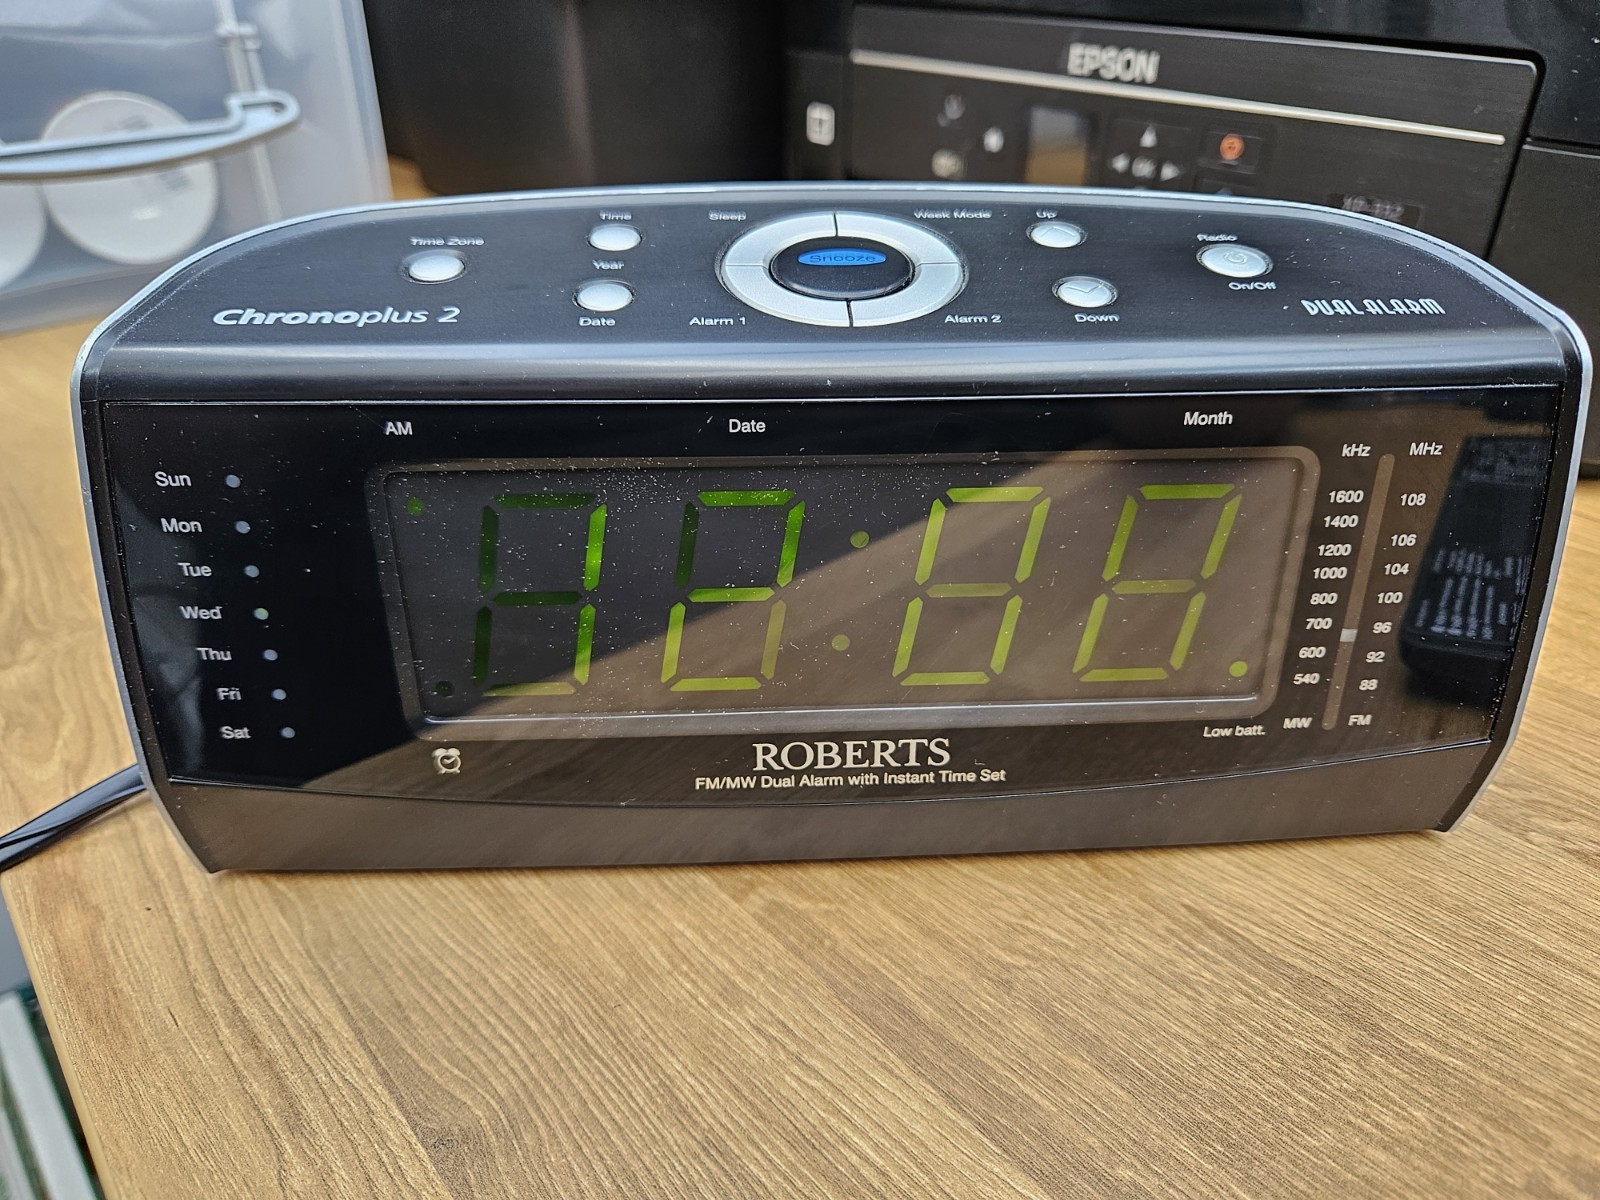 EPSON
OK
Time
Sleep
Week Mode
Up
Time Zone
Radio
Year
Snooze
On/Off
Chronoplus 2
Date
Alarm 1
Alarm 2
Down
DUAL ALARM
AM
Date
Month
kHz MHz
Sun
Mon
Tue
Wed
Thu
Fri
Sat
1600 108
1400
1200 106
1000 104
800 100
700 96
600 92
540 88
MW FM
Low batt.
ROBERTS
FM/MW Dual Alarm with Instant Time Set